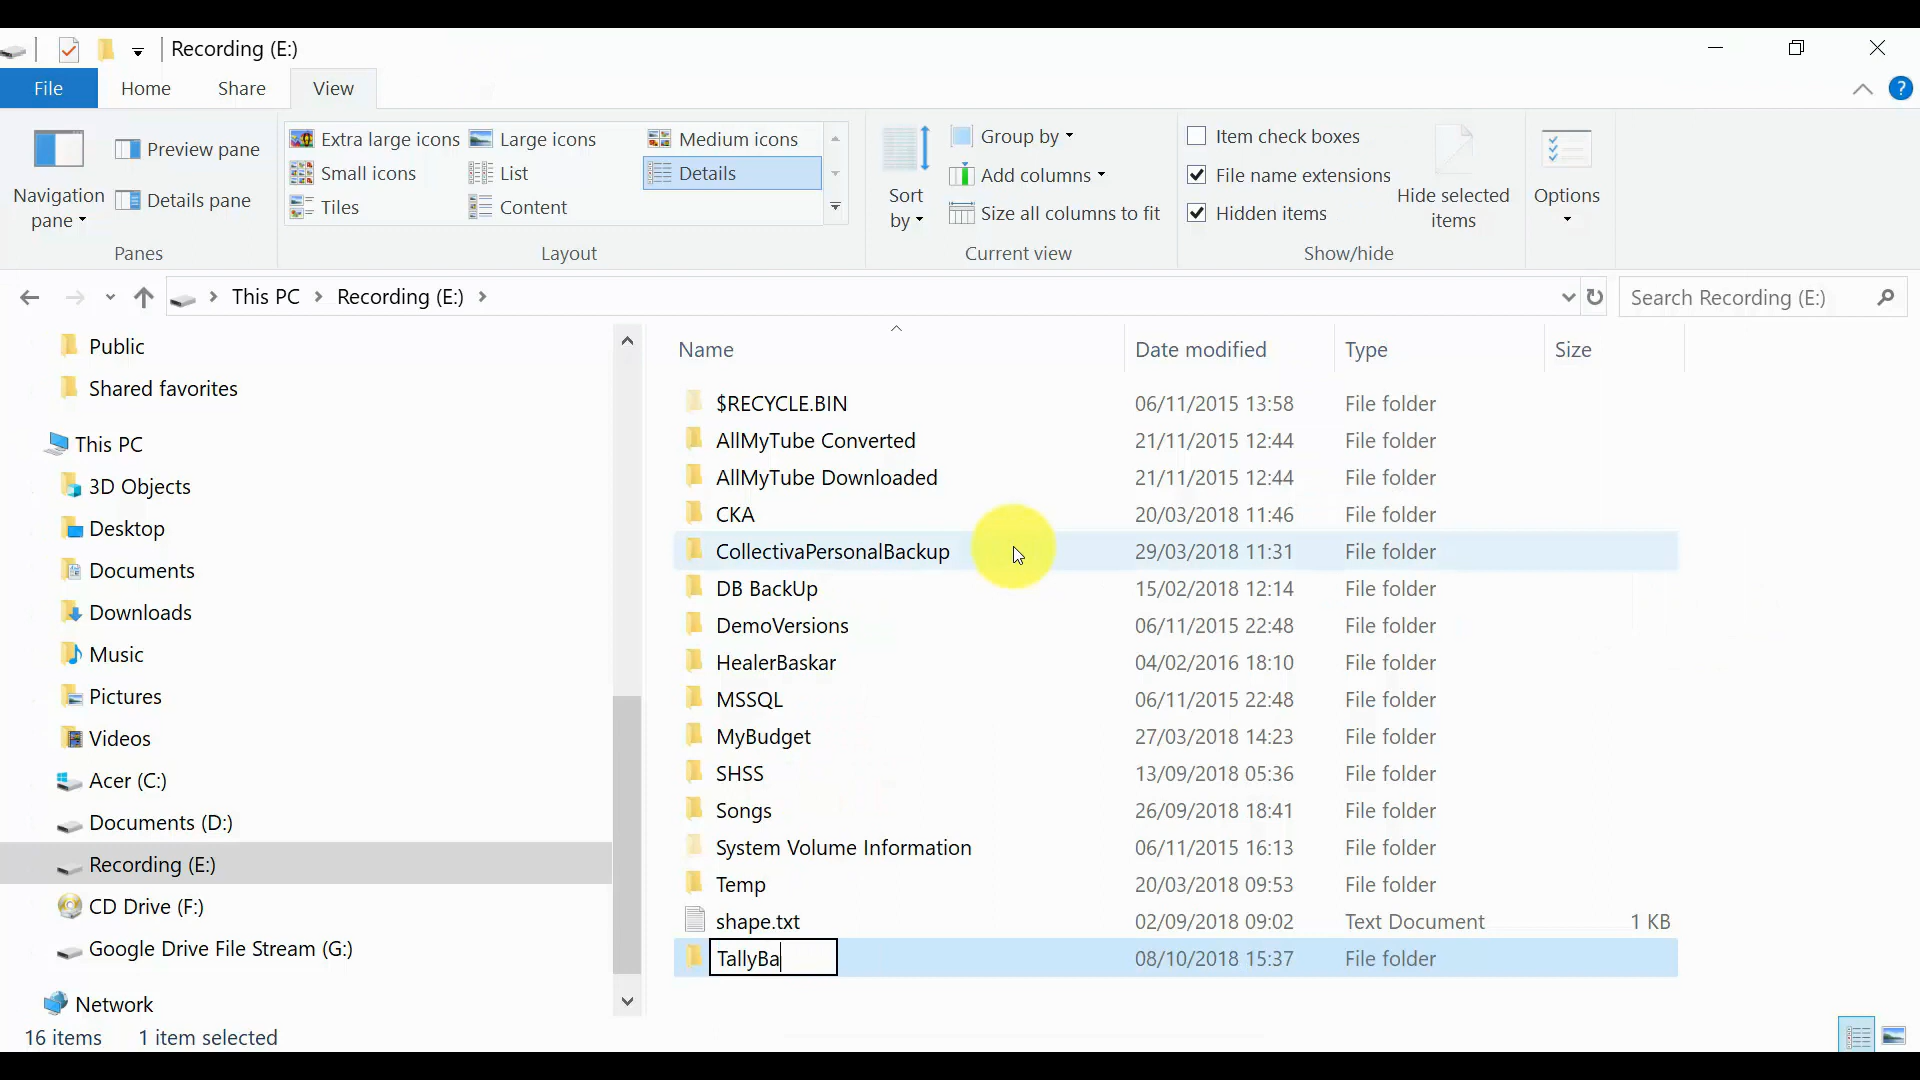 Recording (E:)
File Home Share View
Navigation pane
Preview pane
Details pane
Panes
Extra large icons Large icons Medium icons
Small icons List Details
Tiles Content
Layout
Sort by
Group by
Add columns
Size all columns to fit
Current view
Item check boxes
File name extensions
Hidden items
Hide selected items
Show/hide
Options
This PC Recording (E:)
Search Recording (E:)
Public
Shared favorites
This PC
3D Objects
Desktop
Documents
Downloads
Music
Pictures
Videos
Acer (C:)
Documents (D:)
Recording (E:)
CD Drive (F:)
Google Drive File Stream (G:)
Network
Name Date modified Type Size
$RECYCLE.BIN 06/11/2015 13:58 File folder
AllMyTube Converted 21/11/2015 12:44 File folder
AllMyTube Downloaded 21/11/2015 12:44 File folder
CKA 20/03/2018 11:46 File folder
CollectivaPersonalBackup 29/03/2018 11:31 File folder
DB BackUp 15/02/2018 12:14 File folder
DemoVersions 06/11/2015 22:48 File folder
HealerBaskar 04/02/2016 18:10 File folder
MSSQL 06/11/2015 22:48 File folder
MyBudget 27/03/2018 14:23 File folder
SHSS 13/09/2018 05:36 File folder
Songs 26/09/2018 18:41 File folder
System Volume Information 06/11/2015 16:13 File folder
Temp 20/03/2018 09:53 File folder
shape.txt 02/09/2018 09:02 Text Document 1 KB
TallyBa 08/10/2018 15:37 File folder
16 items 1 item selected